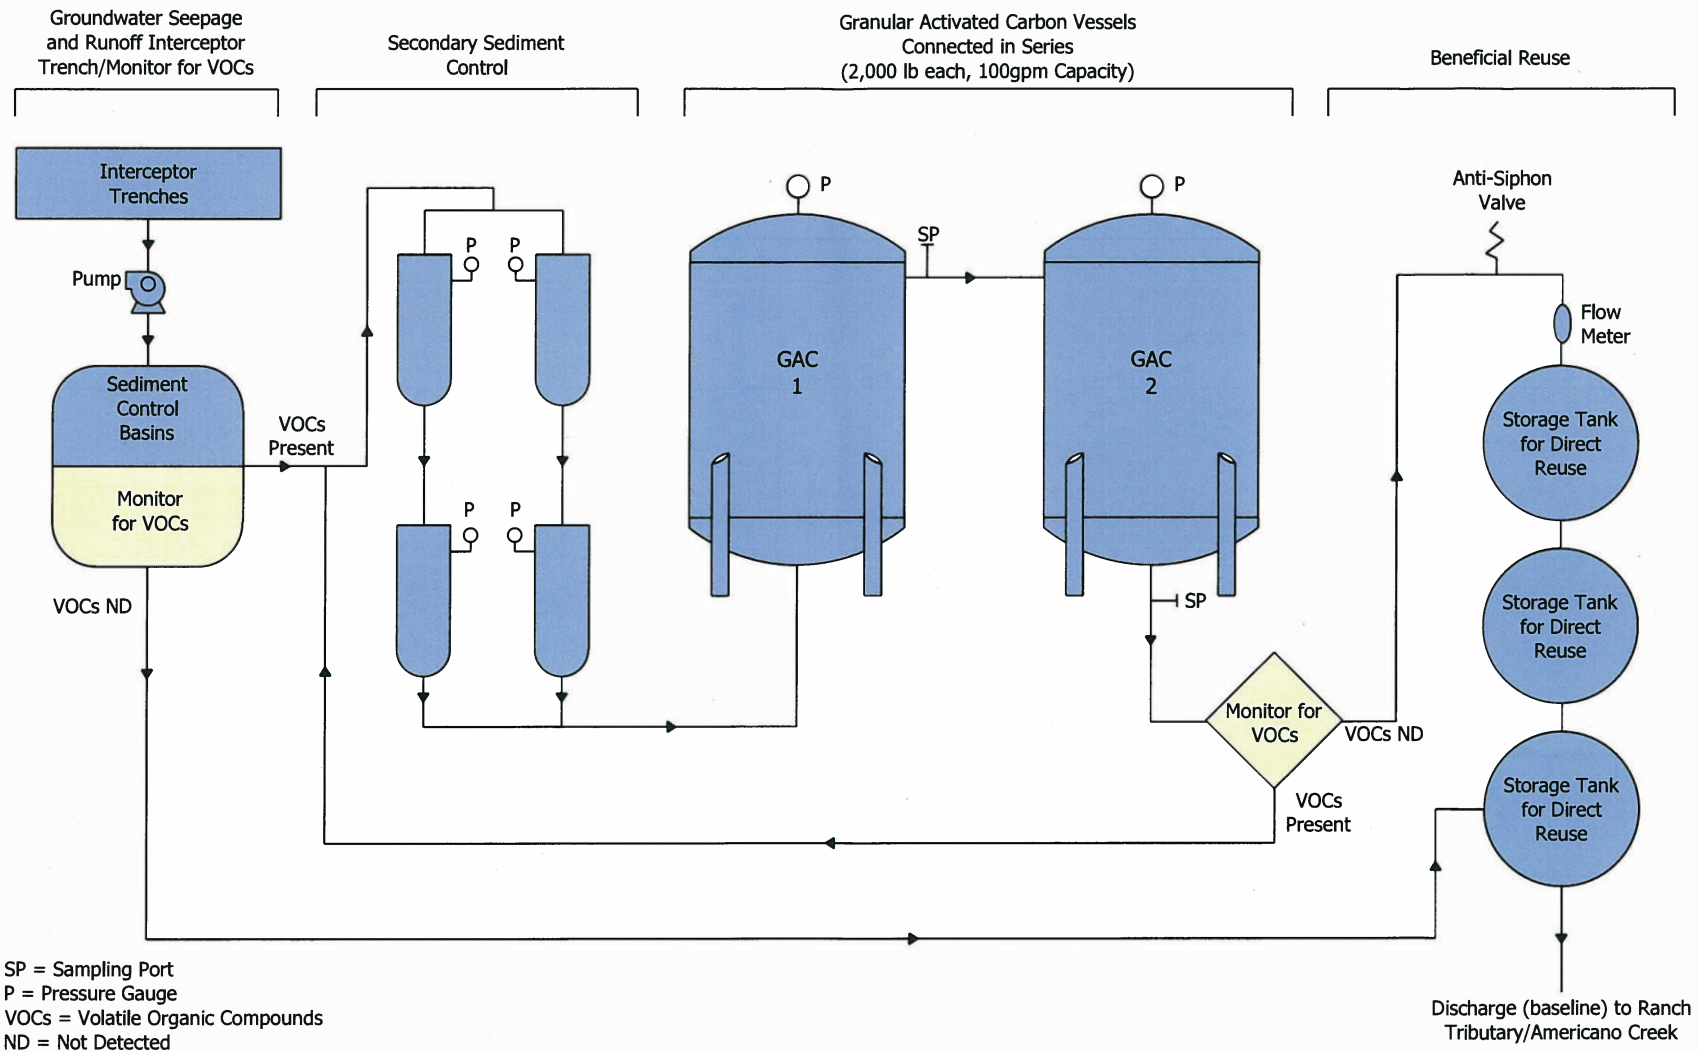 Groundwater Seepage
and Runoff Interceptor
Trench/Monitor for VOCs
Secondary Sediment
Control
Granular Activated Carbon Vessels
Connected in Series
(2,000 lb each, 100gpm Capacity)
Beneficial Reuse
Interceptor
Trenches
Pump
Sediment
Control
Basins
Monitor
for VOCs
VOCs
Present
VOCs ND
P
P
P
P
P
GAC
1
SP
P
GAC
2
SP
Monitor for
VOCs
VOCs ND
VOCs
Present
Anti-Siphon
Valve
Flow
Meter
Storage Tank
for Direct
Reuse
Storage Tank
for Direct
Reuse
Storage Tank
for Direct
Reuse
Discharge (baseline) to Ranch
Tributary/Americano Creek
SP = Sampling Port
P = Pressure Gauge
VOCs = Volatile Organic Compounds
ND = Not Detected